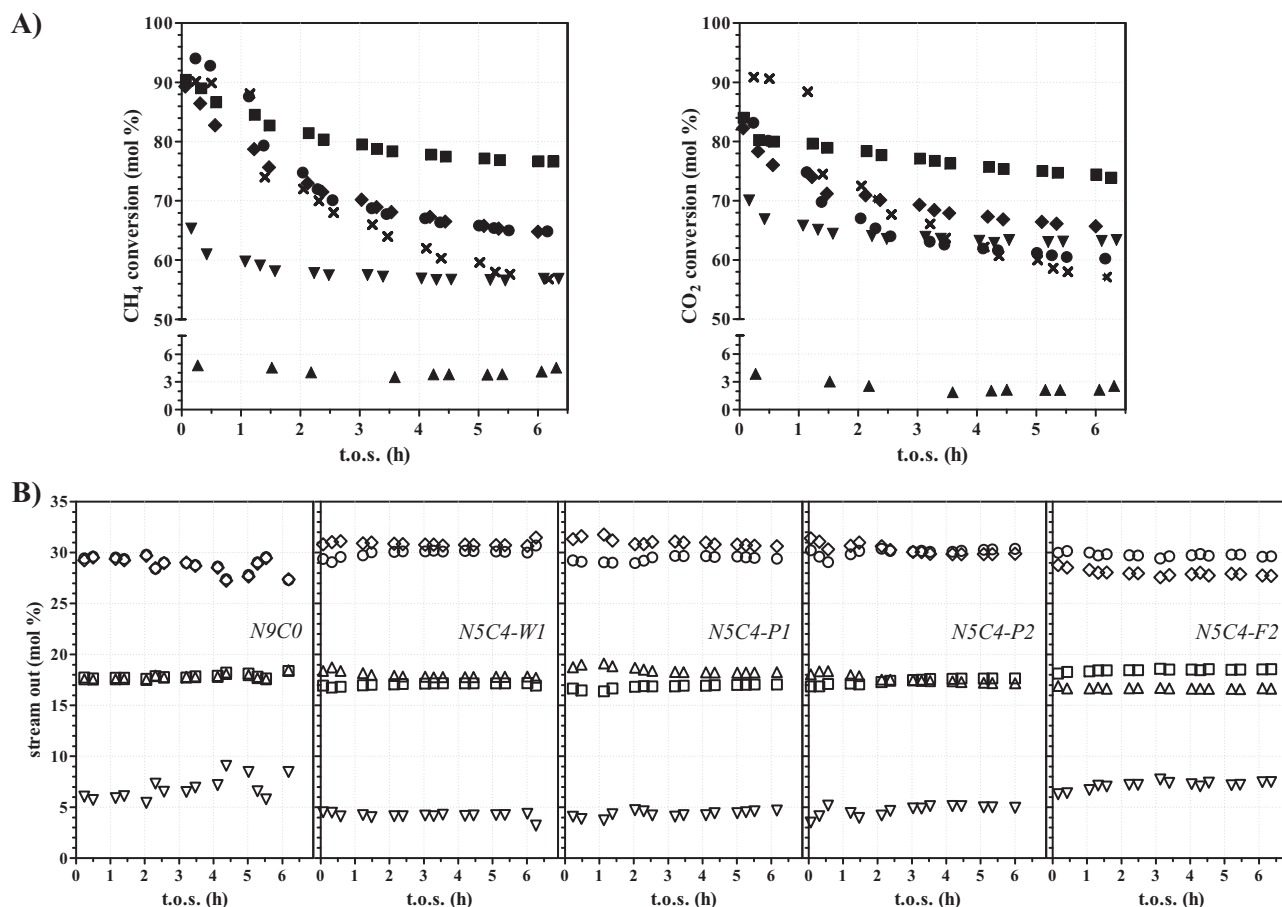 A)
CH4 conversion (mol %)
100
90
80
70
60
50
6
3
0
0 1 2 3 4 5 6
t.o.s. (h)
CO2 conversion (mol %)
100
90
80
70
60
50
6
3
0
0 1 2 3 4 5 6
t.o.s. (h)
B)
stream out (mol %)
35
30
25
20
15
10
5
0
N9C0
N5C4-W1
N5C4-P1
N5C4-P2
N5C4-F2
0 1 2 3 4 5 6
0 1 2 3 4 5 6
0 1 2 3 4 5 6
0 1 2 3 4 5 6
0 1 2 3 4 5 6
t.o.s. (h)
t.o.s. (h)
t.o.s. (h)
t.o.s. (h)
t.o.s. (h)